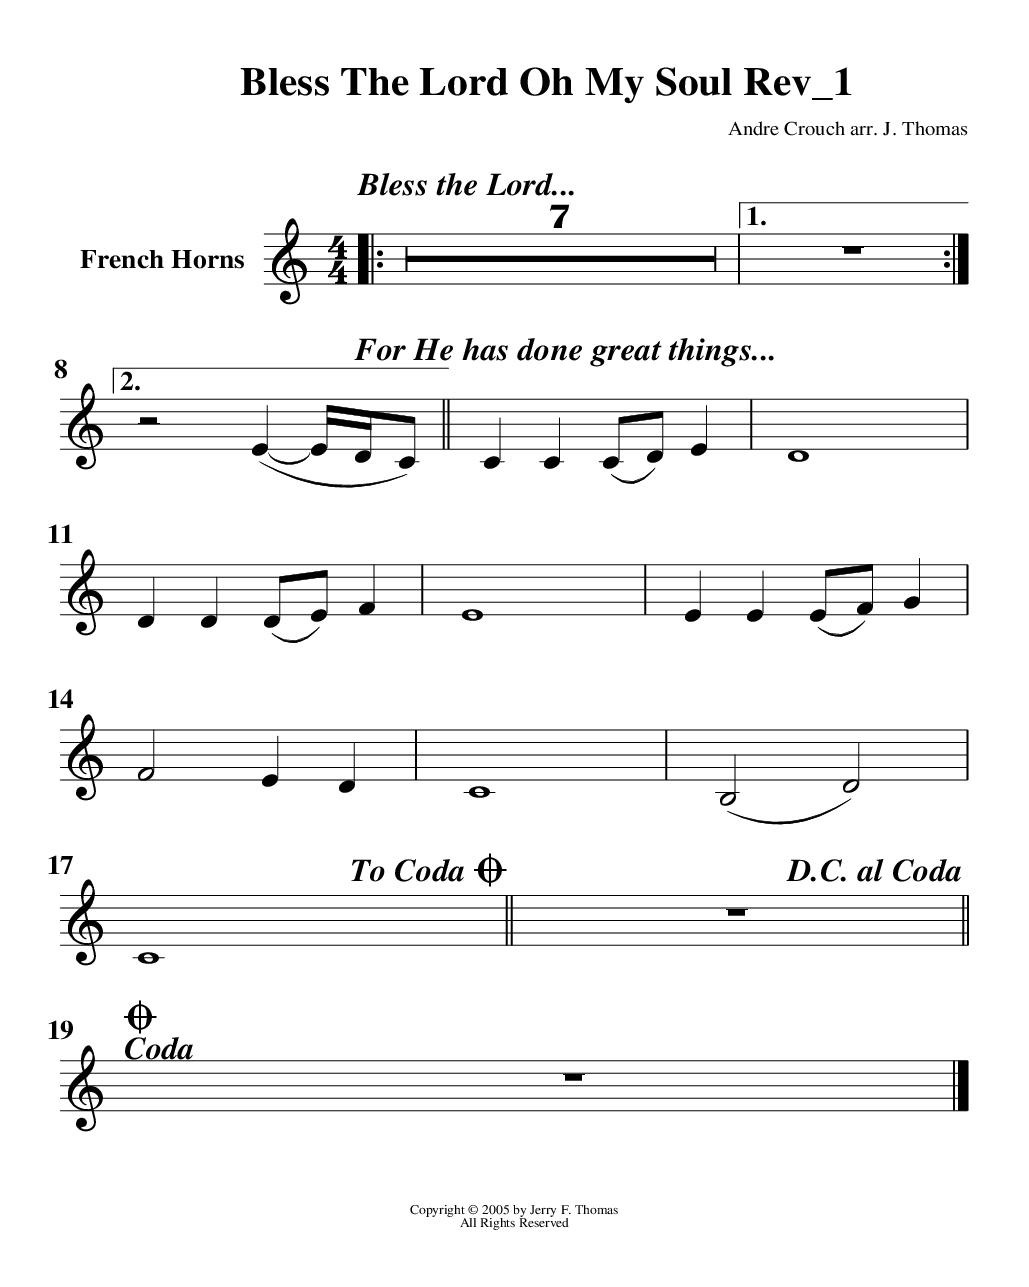 Bless The Lord Oh My Soul Rev_1
Andre Crouch arr. J. Thomas
Bless the Lord...
7
1.
French Horns
4
4
For He has done great things...
8
2.
11
14
17
To Coda
D.C. al Coda
19
Coda
Copyright © 2005 by Jerry F. Thomas
All Rights Reserved